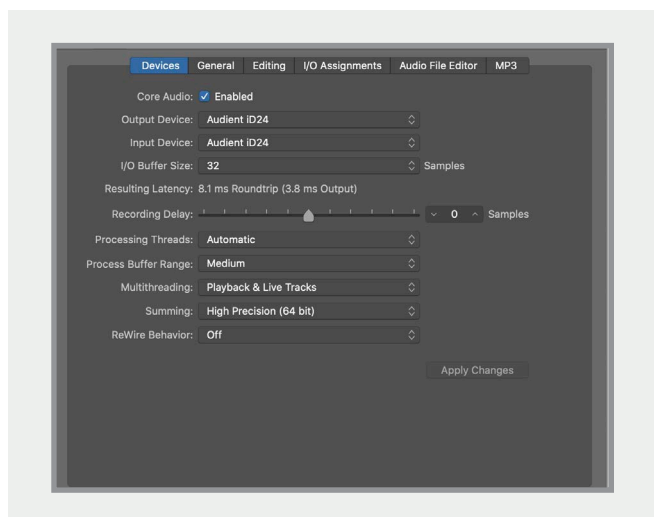 Devices General Editing I/O Assignments Audio File Editor MP3
Core Audio: Enabled
Output Device: Audient iD24
Input Device: Audient iD24
I/O Buffer Size: 32 Samples
Resulting Latency: 8.1 ms Roundtrip (3.8 ms Output)
Recording Delay: 0 Samples
Processing Threads: Automatic
Process Buffer Range: Medium
Multithreading: Playback & Live Tracks
Summing: High Precision (64 bit)
ReWire Behavior: Off
Apply Changes